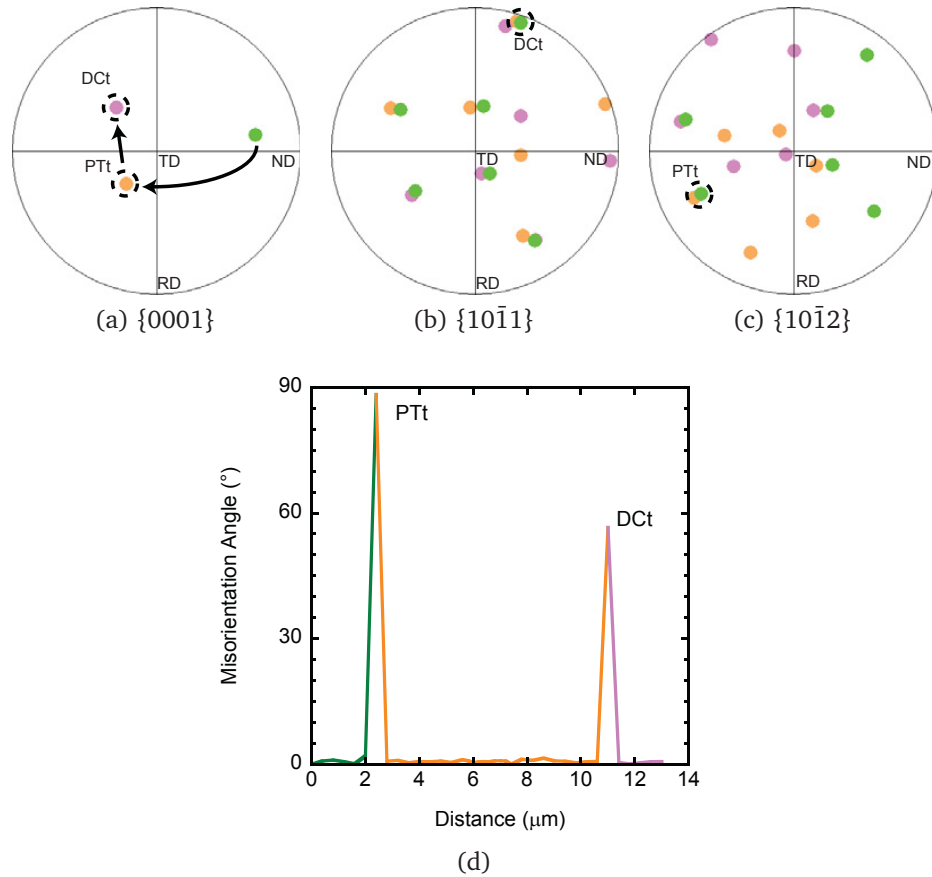 DCt
PTt
TD
ND
RD
(a) {0001}
DCt
TD
ND
RD
(b) {101̄1}
PTt
TD
ND
RD
(c) {101̄2}
90
60
30
0
PTt
DCt
Misorientation Angle (°)
0 2 4 6 8 10 12 14
Distance (μm)
(d)